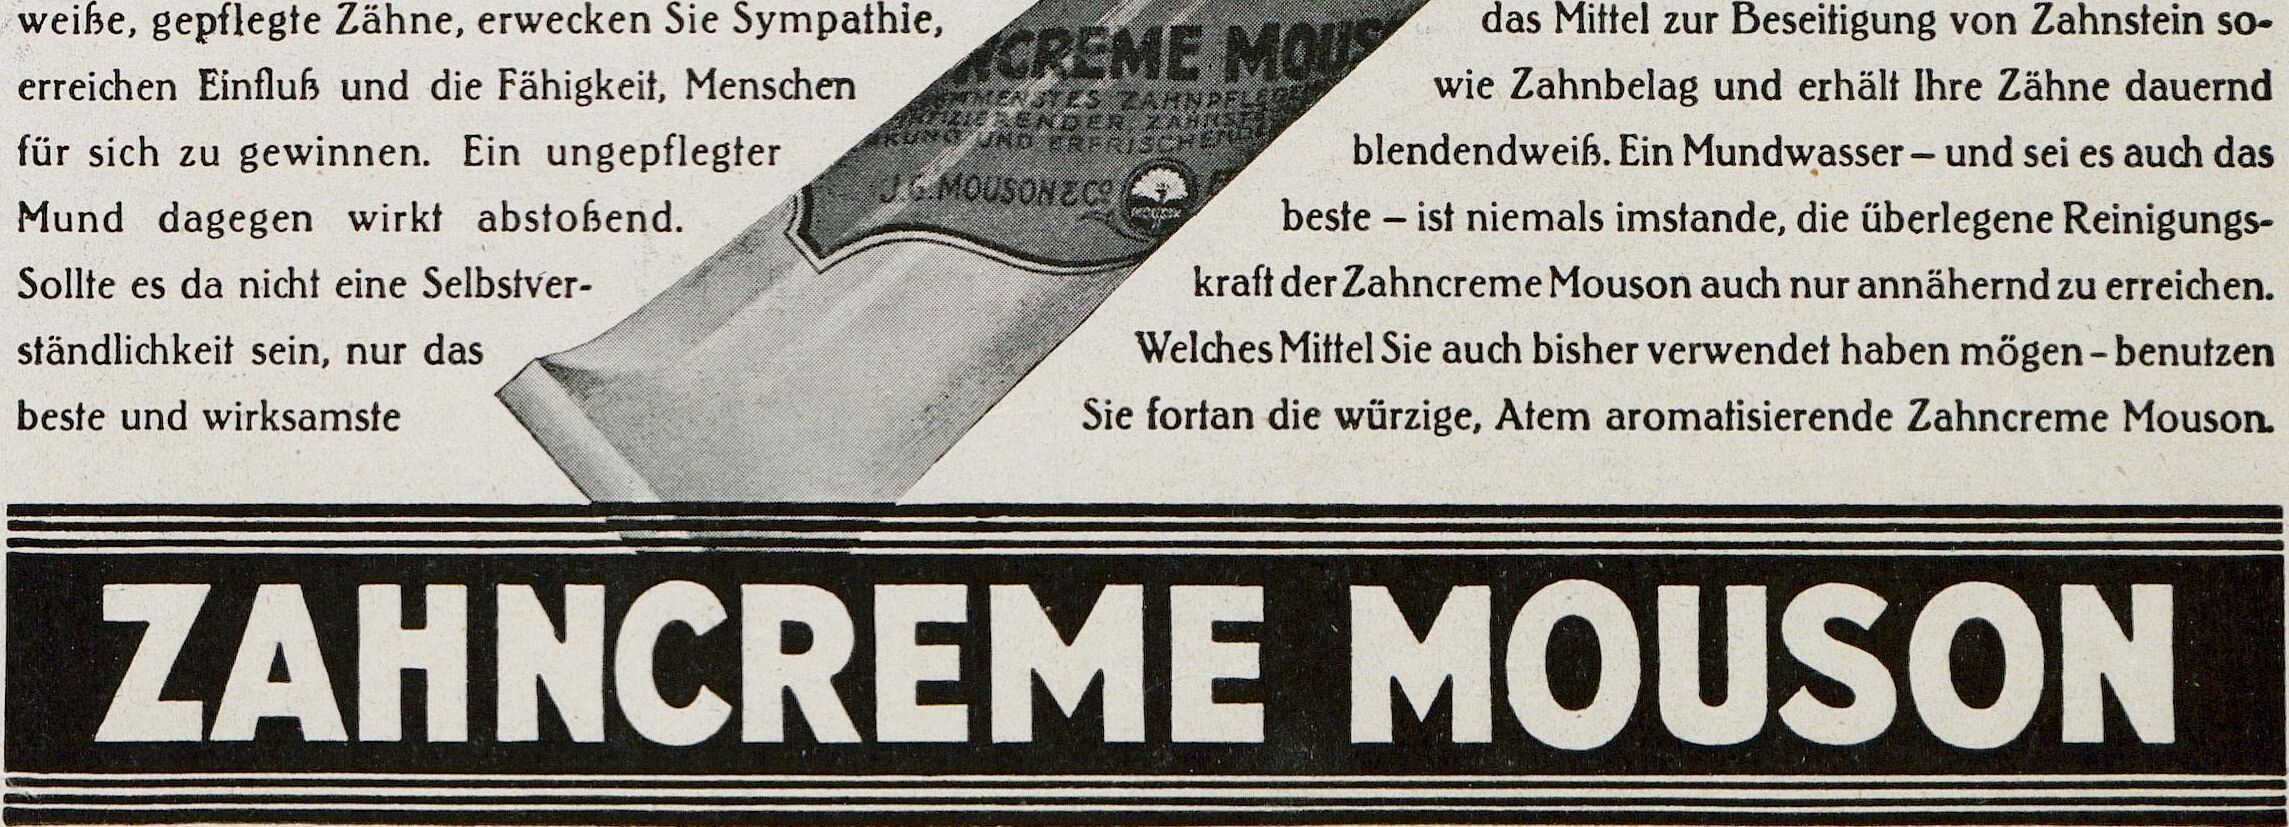 weiße, gepflegte Zähne, erwecken Sie Sympathie,
erreichen Einfluß und die Fähigkeit, Menschen
für sich zu gewinnen. Ein ungepflegter
Mund dagegen wirkt abstoßend.
Sollte es da nicht eine Selbstver-
ständlichkeit sein, nur das
beste und wirksamste
CREME MOUS
ZAHNPFLEGE
ZAHNST
UND ERFRISCHENDE
J.G. MOUSON & CO
das Mittel zur Beseitigung von Zahnstein so-
wie Zahnbelag und erhält Ihre Zähne dauernd
blendendweiß. Ein Mundwasser – und sei es auch das
beste – ist niemals imstande, die überlegene Reinigungs-
kraft der Zahncreme Mouson auch nur annähernd zu erreichen.
Welches Mittel Sie auch bisher verwendet haben mögen – benutzen
Sie fortan die würzige, Atem aromatisierende Zahncreme Mouson.
ZAHNCREME MOUSON